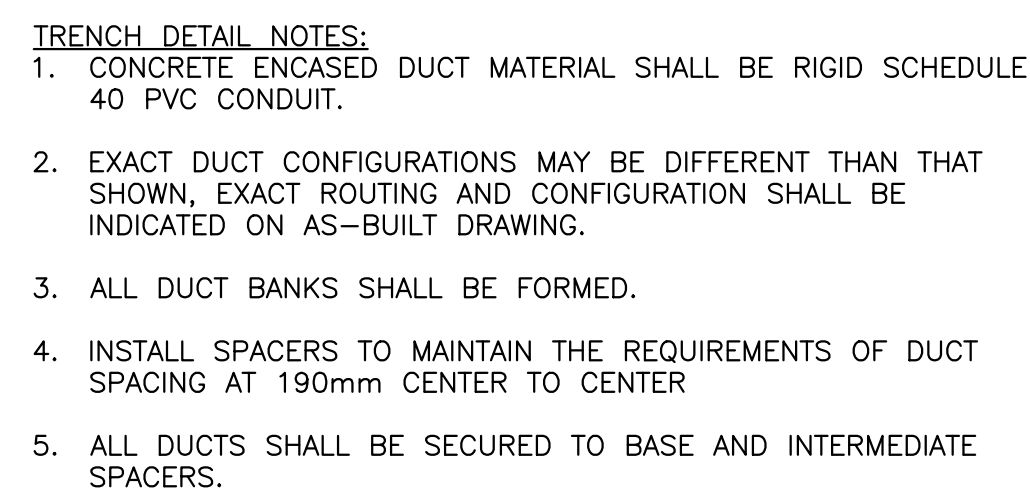 TRENCH DETAIL NOTES:
1. CONCRETE ENCASED DUCT MATERIAL SHALL BE RIGID SCHEDULE
40 PVC CONDUIT.
2. EXACT DUCT CONFIGURATIONS MAY BE DIFFERENT THAN THAT
SHOWN, EXACT ROUTING AND CONFIGURATION SHALL BE
INDICATED ON AS-BUILT DRAWING.
3. ALL DUCT BANKS SHALL BE FORMED.
4. INSTALL SPACERS TO MAINTAIN THE REQUIREMENTS OF DUCT
SPACING AT 190mm CENTER TO CENTER
5. ALL DUCTS SHALL BE SECURED TO BASE AND INTERMEDIATE
SPACERS.